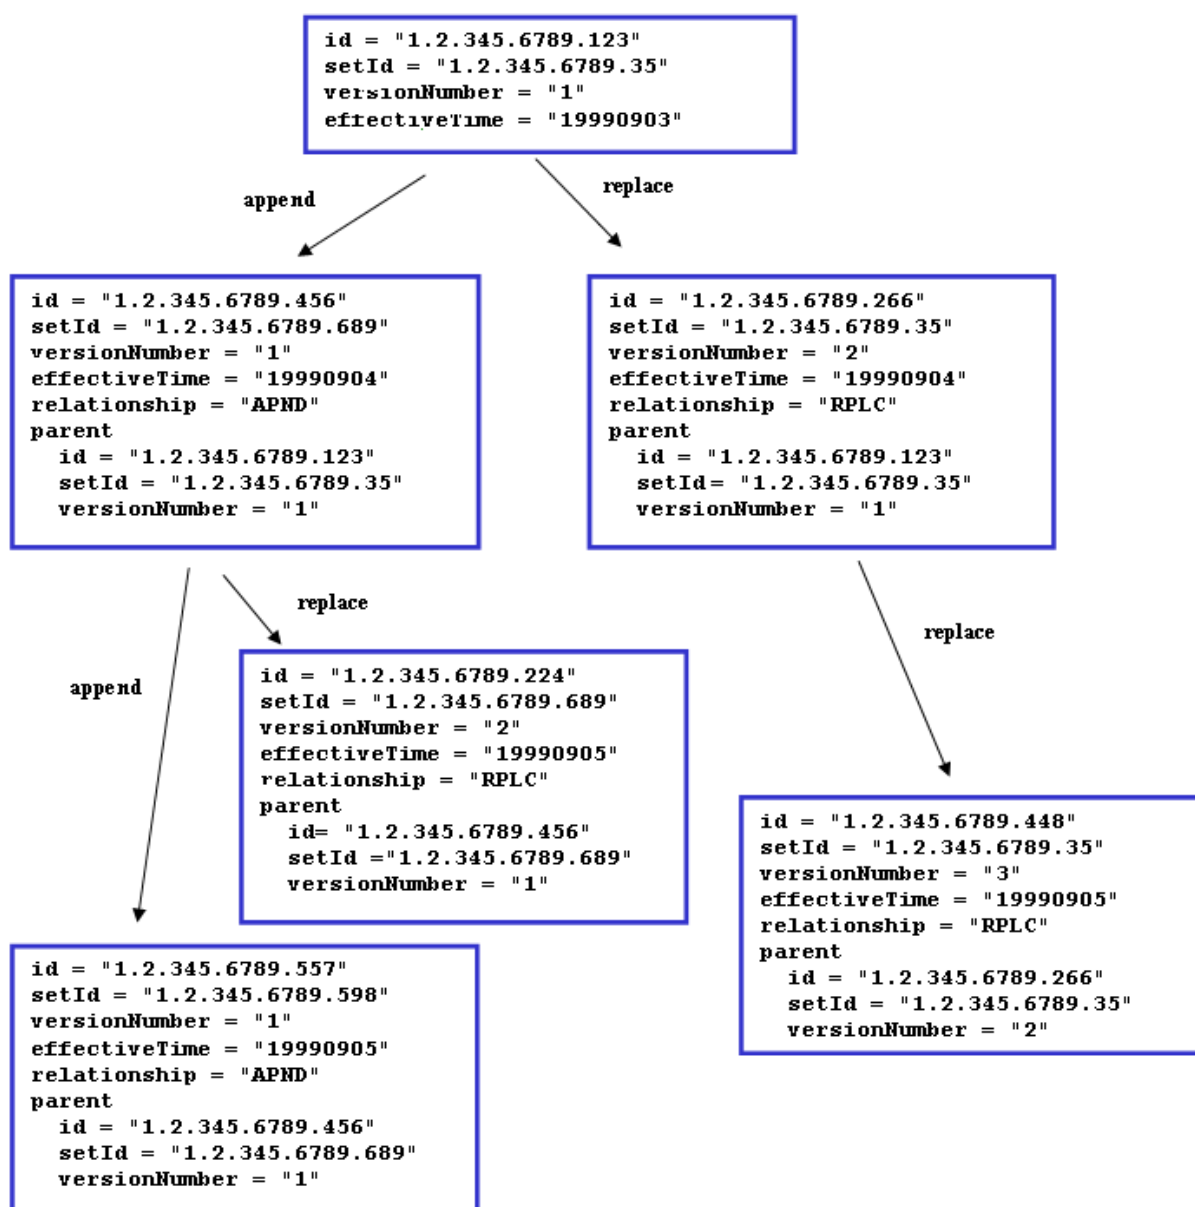 id = "1.2.345.6789.123"
setId = "1.2.345.6789.35"
versionNumber = "1"
effectiveTime = "19990903"
append
replace
id = "1.2.345.6789.456"
setId = "1.2.345.6789.689"
versionNumber = "1"
effectiveTime = "19990904"
relationship = "APND"
parent
id = "1.2.345.6789.123"
setId = "1.2.345.6789.35"
versionNumber = "1"
id = "1.2.345.6789.266"
setId = "1.2.345.6789.35"
versionNumber = "2"
effectiveTime = "19990904"
relationship = "RPLC"
parent
id = "1.2.345.6789.123"
setId= "1.2.345.6789.35"
versionNumber = "1"
replace
append
replace
id = "1.2.345.6789.224"
setId = "1.2.345.6789.689"
versionNumber = "2"
effectiveTime = "19990905"
relationship = "RPLC"
parent
id= "1.2.345.6789.456"
setId ="1.2.345.6789.689"
versionNumber = "1"
id = "1.2.345.6789.448"
setId = "1.2.345.6789.35"
versionNumber = "3"
effectiveTime = "19990905"
relationship = "RPLC"
parent
id = "1.2.345.6789.266"
setId = "1.2.345.6789.35"
versionNumber = "2"
id = "1.2.345.6789.557"
setId = "1.2.345.6789.598"
versionNumber = "1"
effectiveTime = "19990905"
relationship = "APND"
parent
id = "1.2.345.6789.456"
setId = "1.2.345.6789.689"
versionNumber = "1"